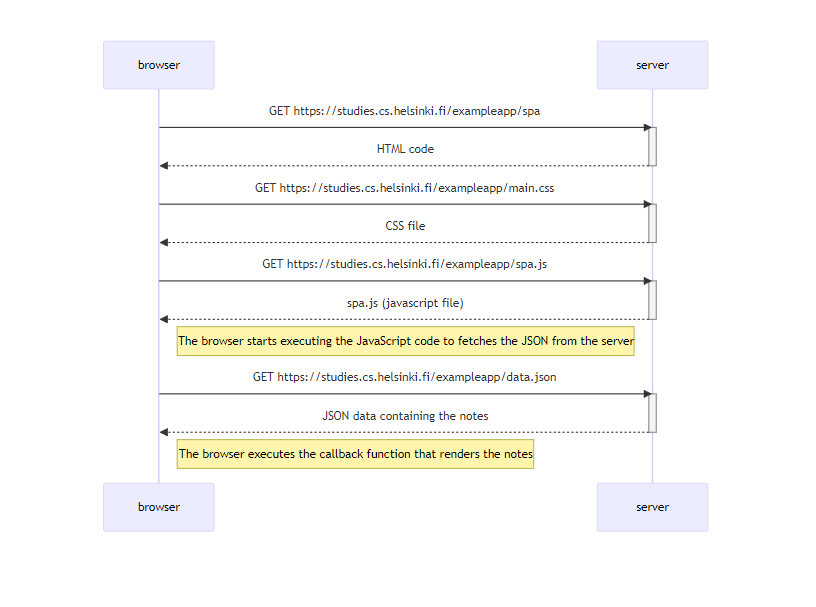 browser server
GET https://studies.cs.helsinki.fi/exampleapp/spa
HTML code
GET https://studies.cs.helsinki.fi/exampleapp/main.css
CSS file
GET https://studies.cs.helsinki.fi/exampleapp/spa.js
spa.js (javascript file)
The browser starts executing the JavaScript code to fetches the JSON from the server
GET https://studies.cs.helsinki.fi/exampleapp/data.json
JSON data containing the notes
The browser executes the callback function that renders the notes
browser server